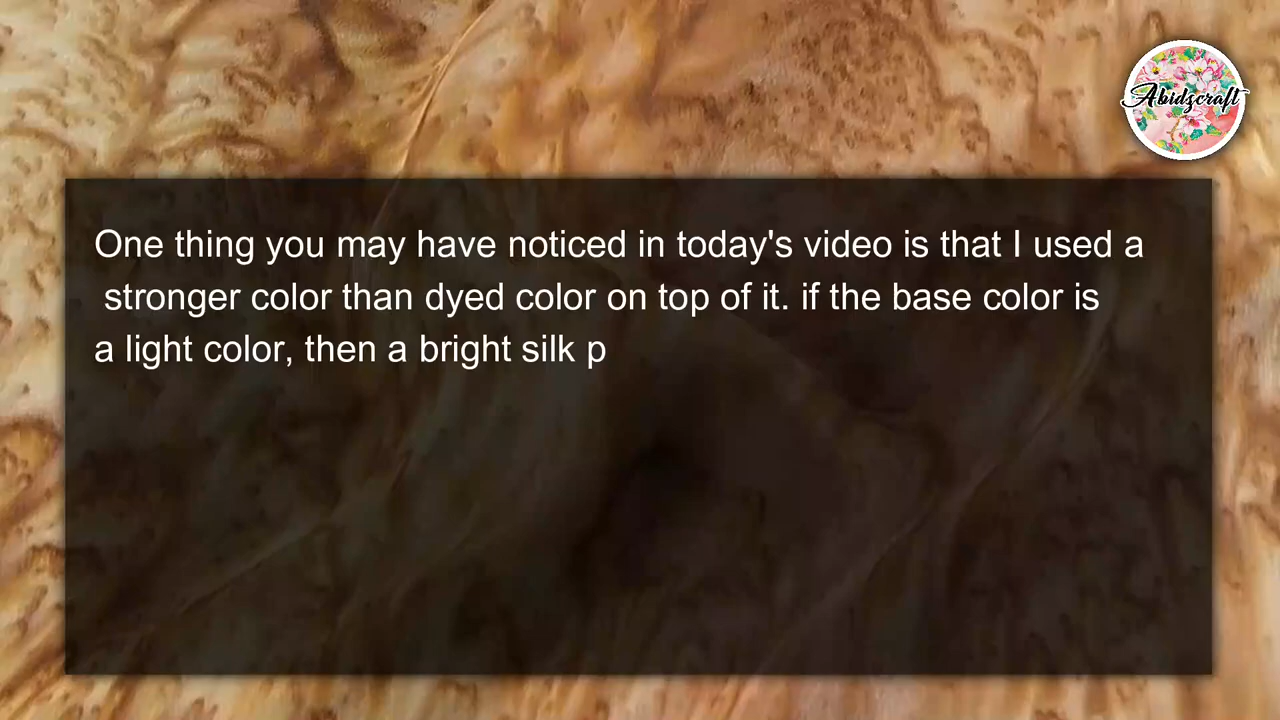 Abidscraft
One thing you may have noticed in today's video is that I used a
stronger color than dyed color on top of it. if the base color is
a light color, then a bright silk p